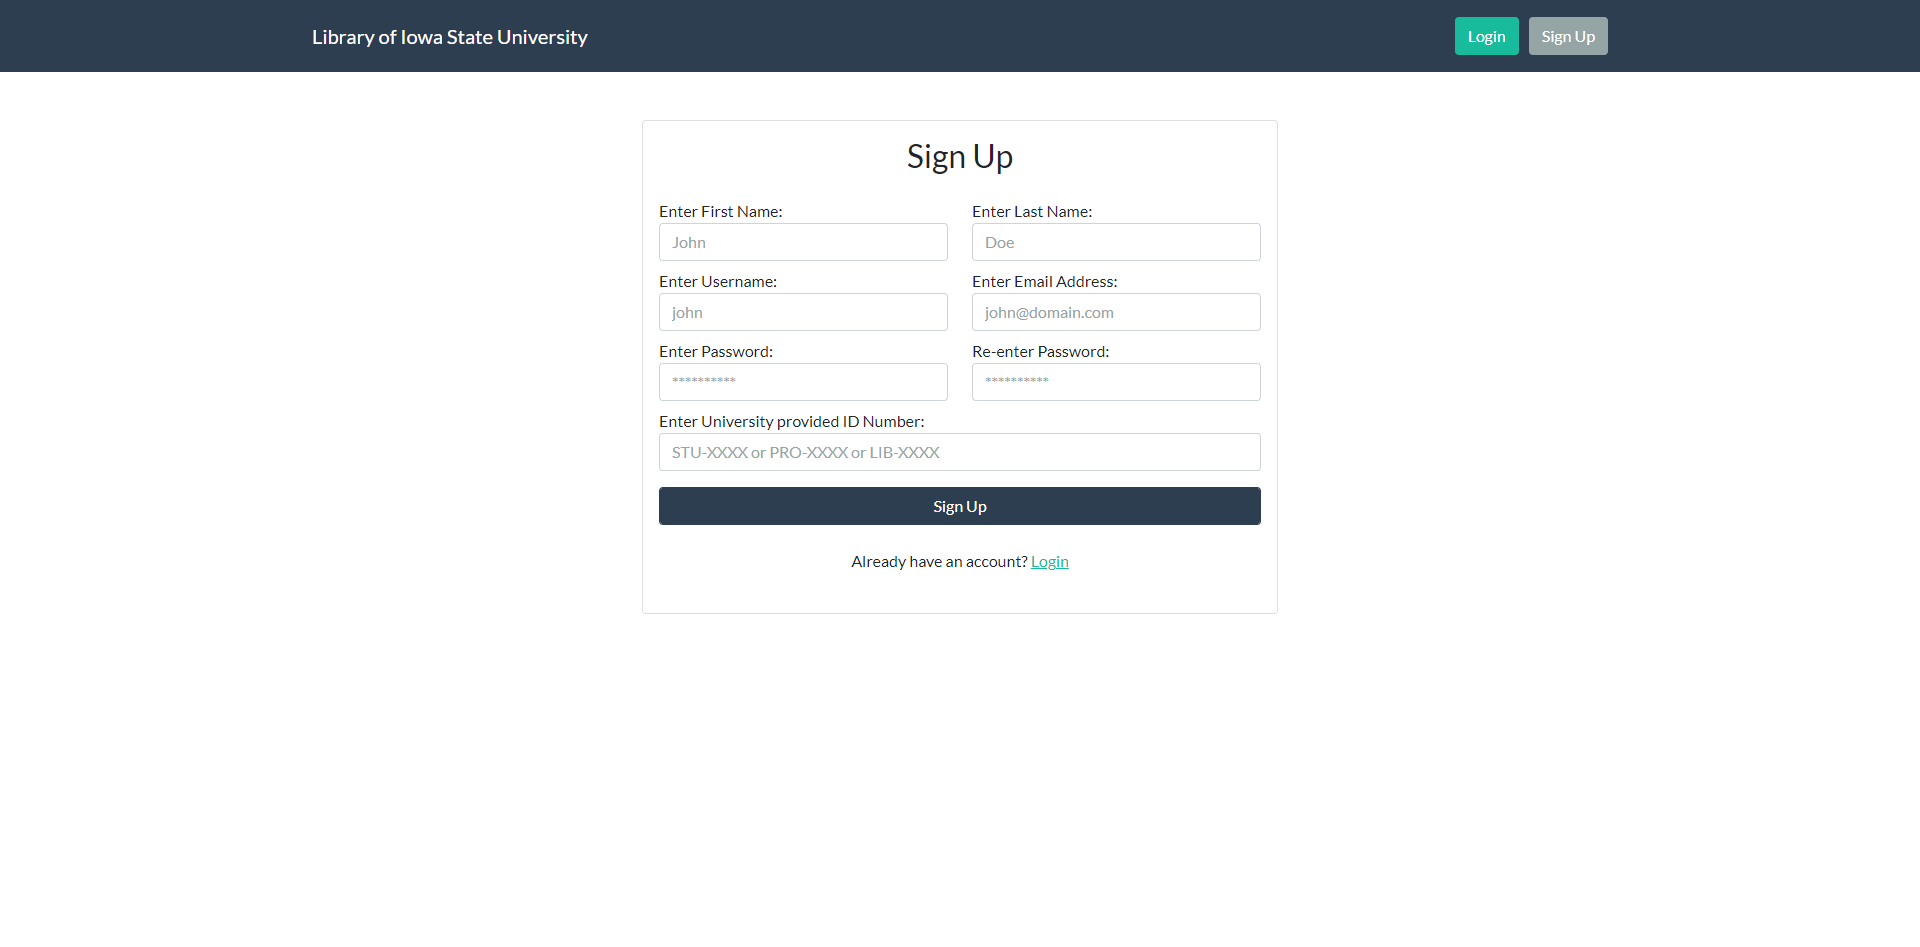 Library of Iowa State University
Login
Sign Up
Sign Up
Enter First Name:
Enter Last Name:
John
Doe
Enter Username:
Enter Email Address:
john
john@domain.com
Enter Password:
Re-enter Password:
**********
**********
Enter University provided ID Number:
STU-XXXX or PRO-XXXX or LIB-XXXX
Sign Up
Already have an account? Login